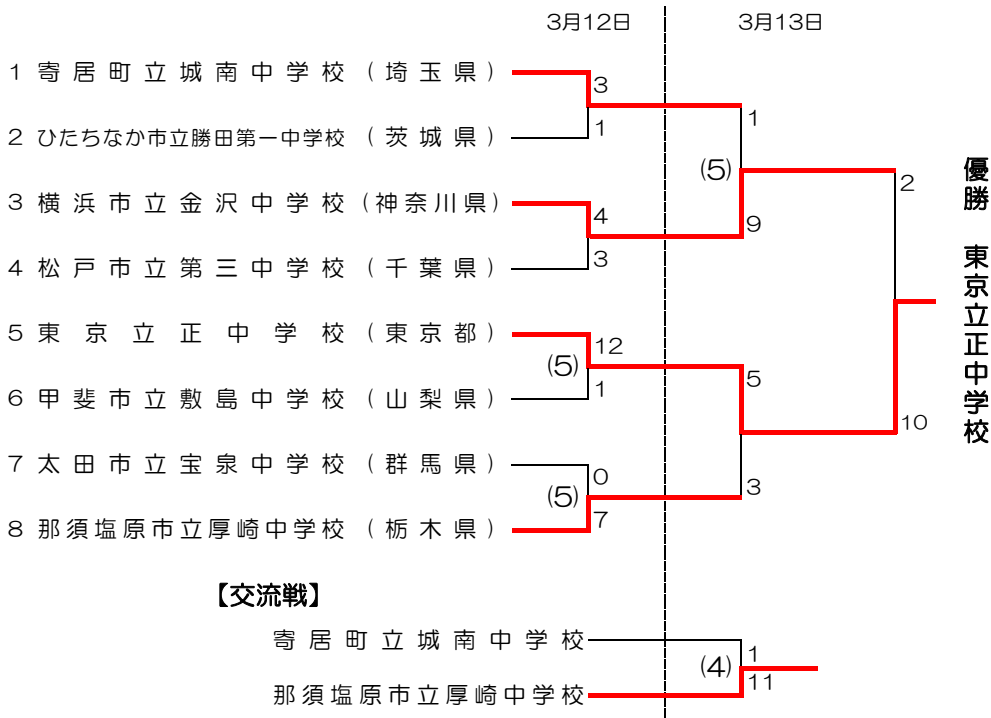 3月12日
3月13日
1 寄居町立城南中学校 (埼玉県)
3
1
1
2 ひたちなか市立勝田第一中学校 (茨城県)
(5)
2
3 横浜市立金沢中学校 (神奈川県)
4
9
4 松戸市立第三中学校 (千葉県)
3
5 東京立正中学校 (東京都)
12
(5)
5
6 甲斐市立敷島中学校 (山梨県)
1
10
7 太田市立宝泉中学校 (群馬県)
0
(5)
3
8 那須塩原市立厚崎中学校 (栃木県)
7
優勝 東京立正中学校
【交流戦】
寄居町立城南中学校
1
(4)
11
那須塩原市立厚崎中学校